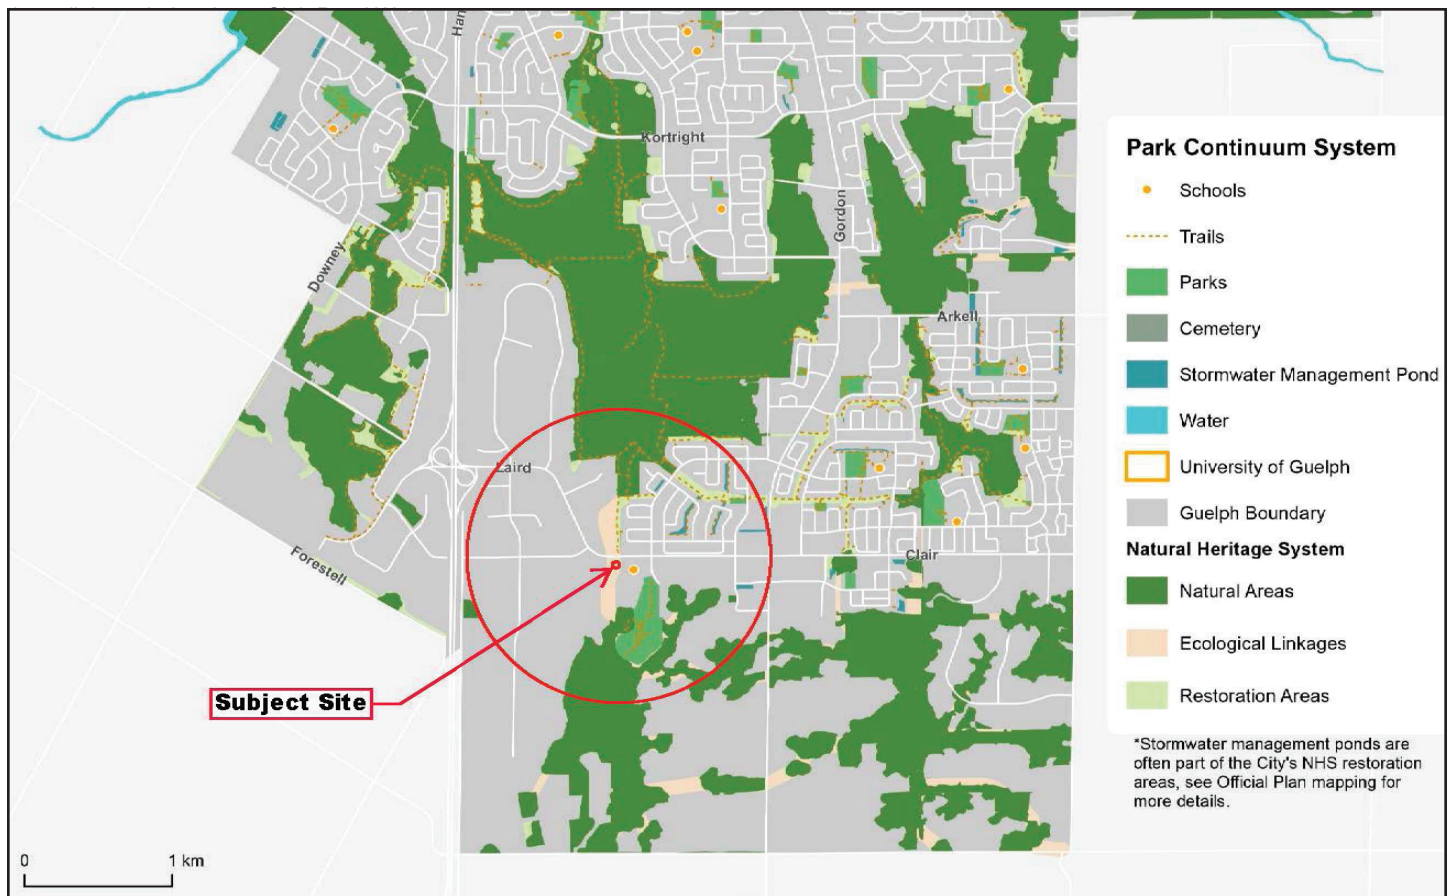 Han
Kortright
Gordon
Downey
Arkell
Laird
Clair
Forestell
Subject Site
0 1 km
Park Continuum System
Schools
Trails
Parks
Cemetery
Stormwater Management Pond
Water
University of Guelph
Guelph Boundary
Natural Heritage System
Natural Areas
Ecological Linkages
Restoration Areas
*Stormwater management ponds are
often part of the City's NHS restoration
areas, see Official Plan mapping for
more details.